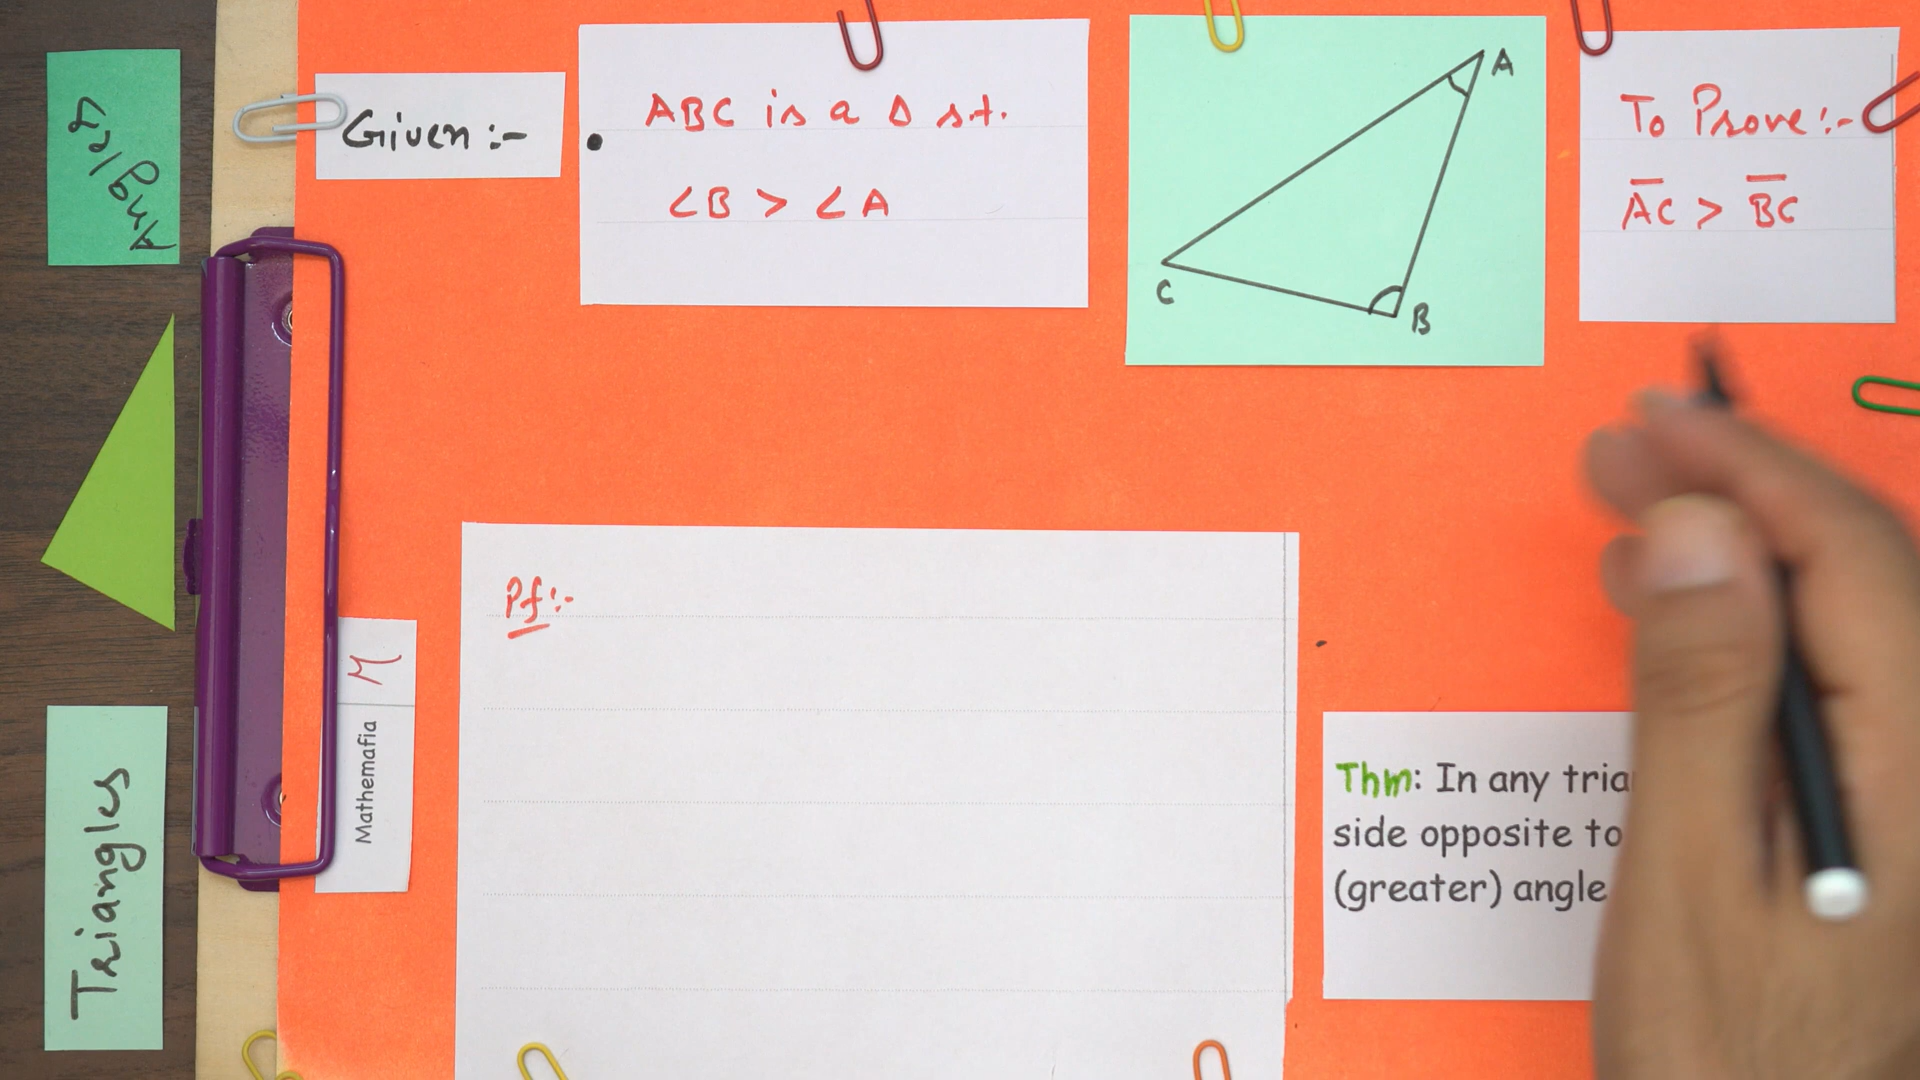 Angles
Given :-
ABC is a Δ s.t.
∠B > ∠A
A
C
B
To Prove :-
AC > BC
Pf :-
M
Mathemafia
Thm: In any
side opposite to
(greater) angle
Triangles